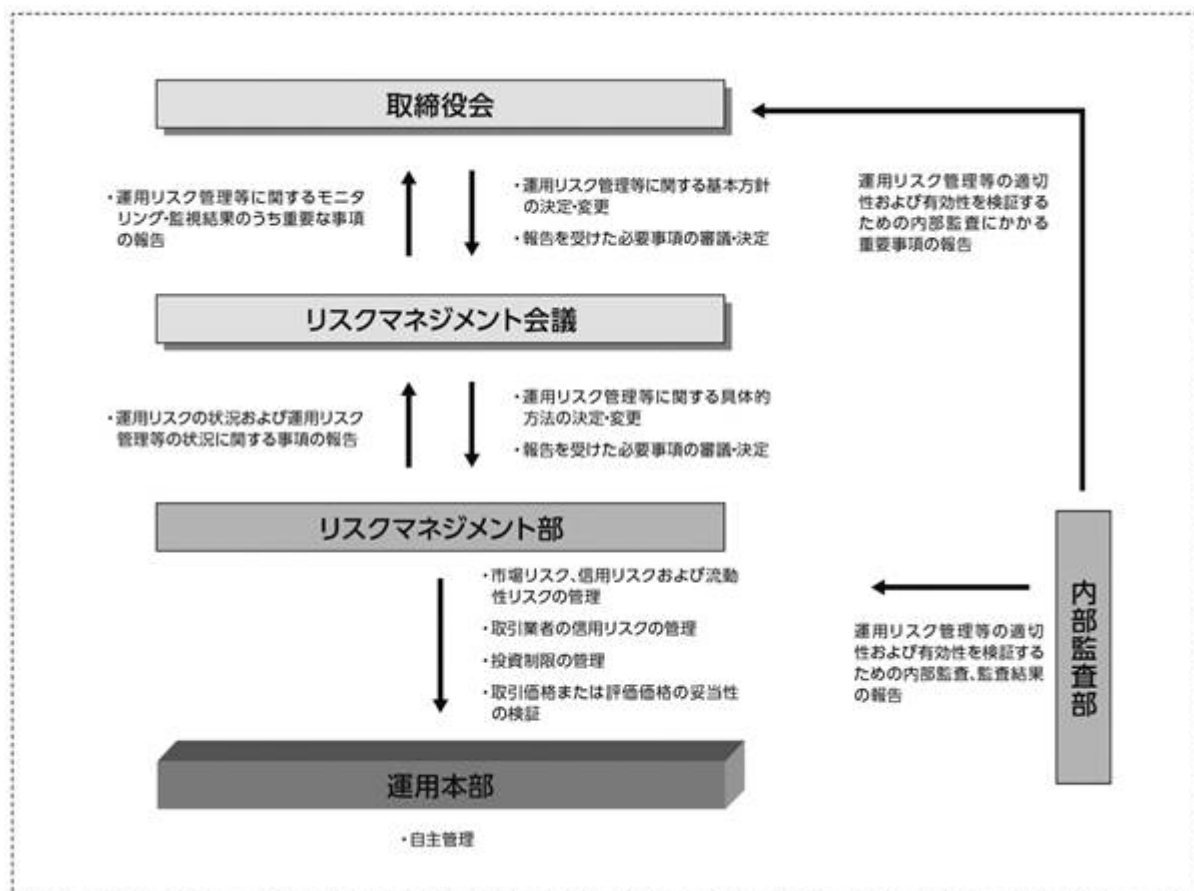 取締役会
・運用リスク管理等に関するモニタ
リング・監視結果のうち重要な事項
の報告
・運用リスク管理等に関する基本方針
の決定・変更
・報告を受けた必要事項の審議・決定
運用リスク管理等の適切
性および有効性を検証する
ための内部監査にかかる
重要事項の報告
リスクマネジメント会議
・運用リスクの状況および運用リスク
管理等の状況に関する事項の報告
・運用リスク管理等に関する具体的
方法の決定・変更
・報告を受けた必要事項の審議・決定
リスクマネジメント部
・市場リスク、信用リスクおよび流動
性リスクの管理
・取引業者の信用リスクの管理
・投資制限の管理
・取引価格または評価価格の妥当性
の検証
運用リスク管理等の適切
性および有効性を検証する
ための内部監査、監査結果
の報告
内部監査部
運用本部
・自主管理